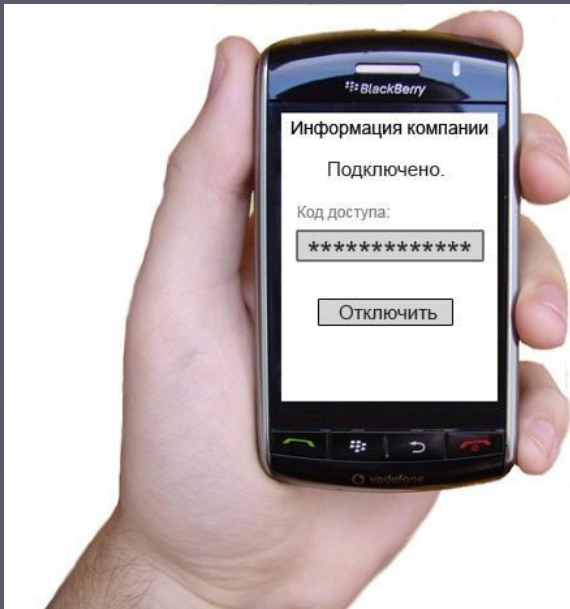 BlackBerry
Информация компании
Подключено.
Код доступа:
*************
Отключить
vodafone